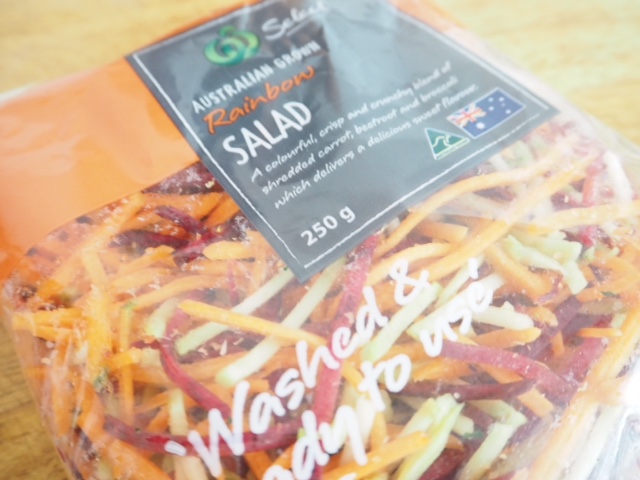 Select
AUSTRALIAN GROWN
Rainbow
SALAD
A colourful, crisp and crunchy blend of
shredded carrot, beetroot and broccoli
which delivers a delicious sweet flavour.
250 g
Washed &
ady to use